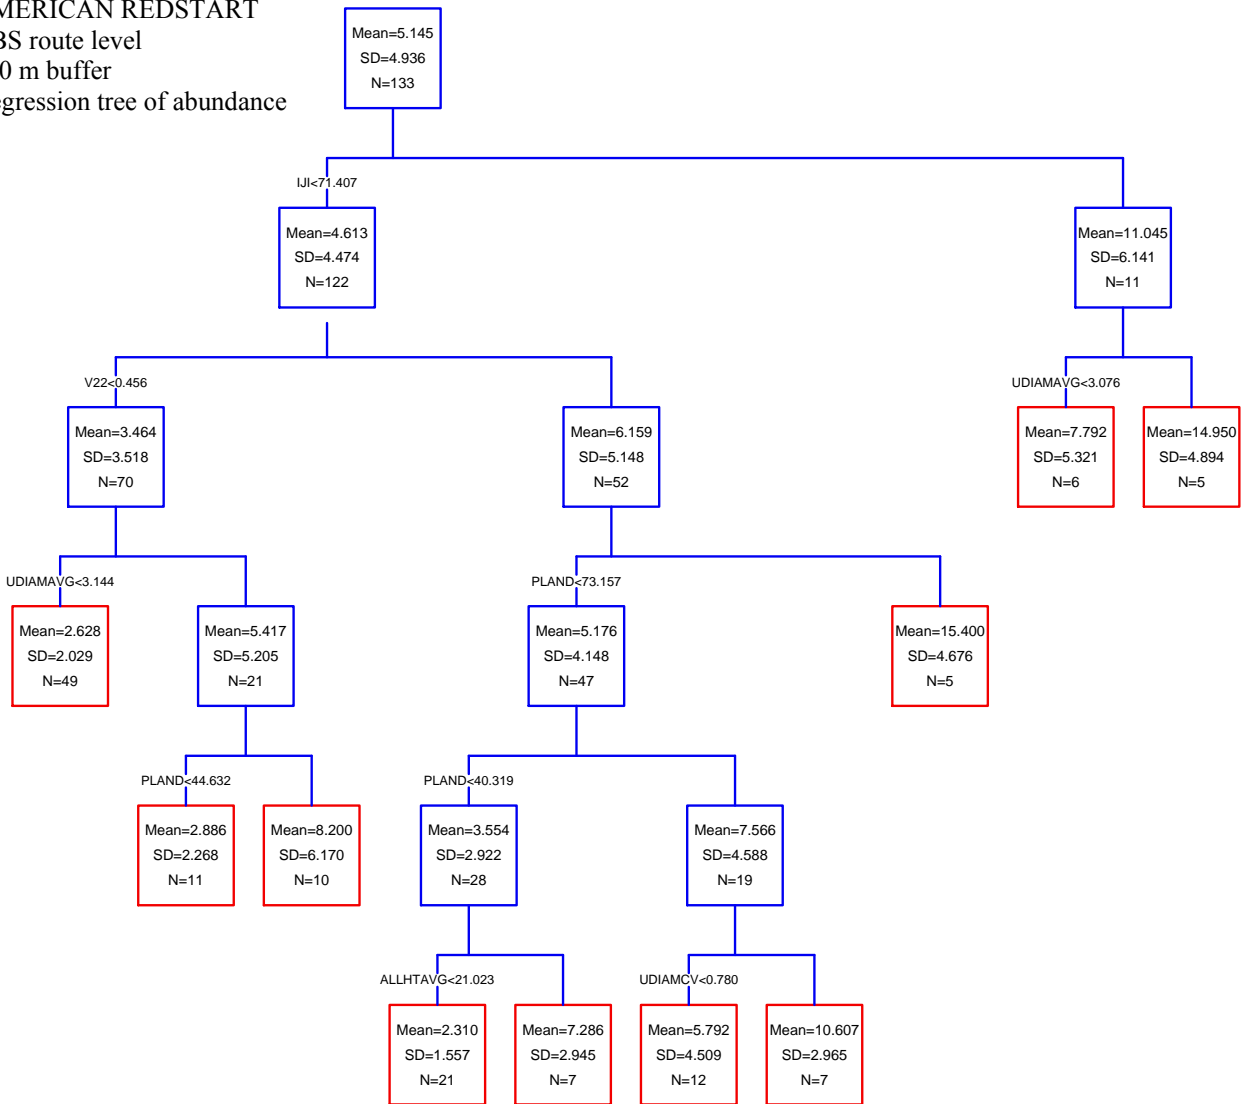 MERICAN REDSTART
BS route level
0 m buffer
egression tree of abundance
Mean=5.145
SD=4.936
N=133
IJI<71.407
Mean=4.613
SD=4.474
N=122
Mean=11.045
SD=6.141
N=11
V22<0.456
UDIAMAVG<3.076
Mean=3.464
SD=3.518
N=70
Mean=6.159
SD=5.148
N=52
Mean=7.792
SD=5.321
N=6
Mean=14.950
SD=4.894
N=5
UDIAMAVG<3.144
PLAND<73.157
Mean=2.628
SD=2.029
N=49
Mean=5.417
SD=5.205
N=21
Mean=5.176
SD=4.148
N=47
Mean=15.400
SD=4.676
N=5
PLAND<44.632
PLAND<40.319
Mean=2.886
SD=2.268
N=11
Mean=8.200
SD=6.170
N=10
Mean=3.554
SD=2.922
N=28
Mean=7.566
SD=4.588
N=19
ALLHTAVG<21.023
UDIAMCV<0.780
Mean=2.310
SD=1.557
N=21
Mean=7.286
SD=2.945
N=7
Mean=5.792
SD=4.509
N=12
Mean=10.607
SD=2.965
N=7